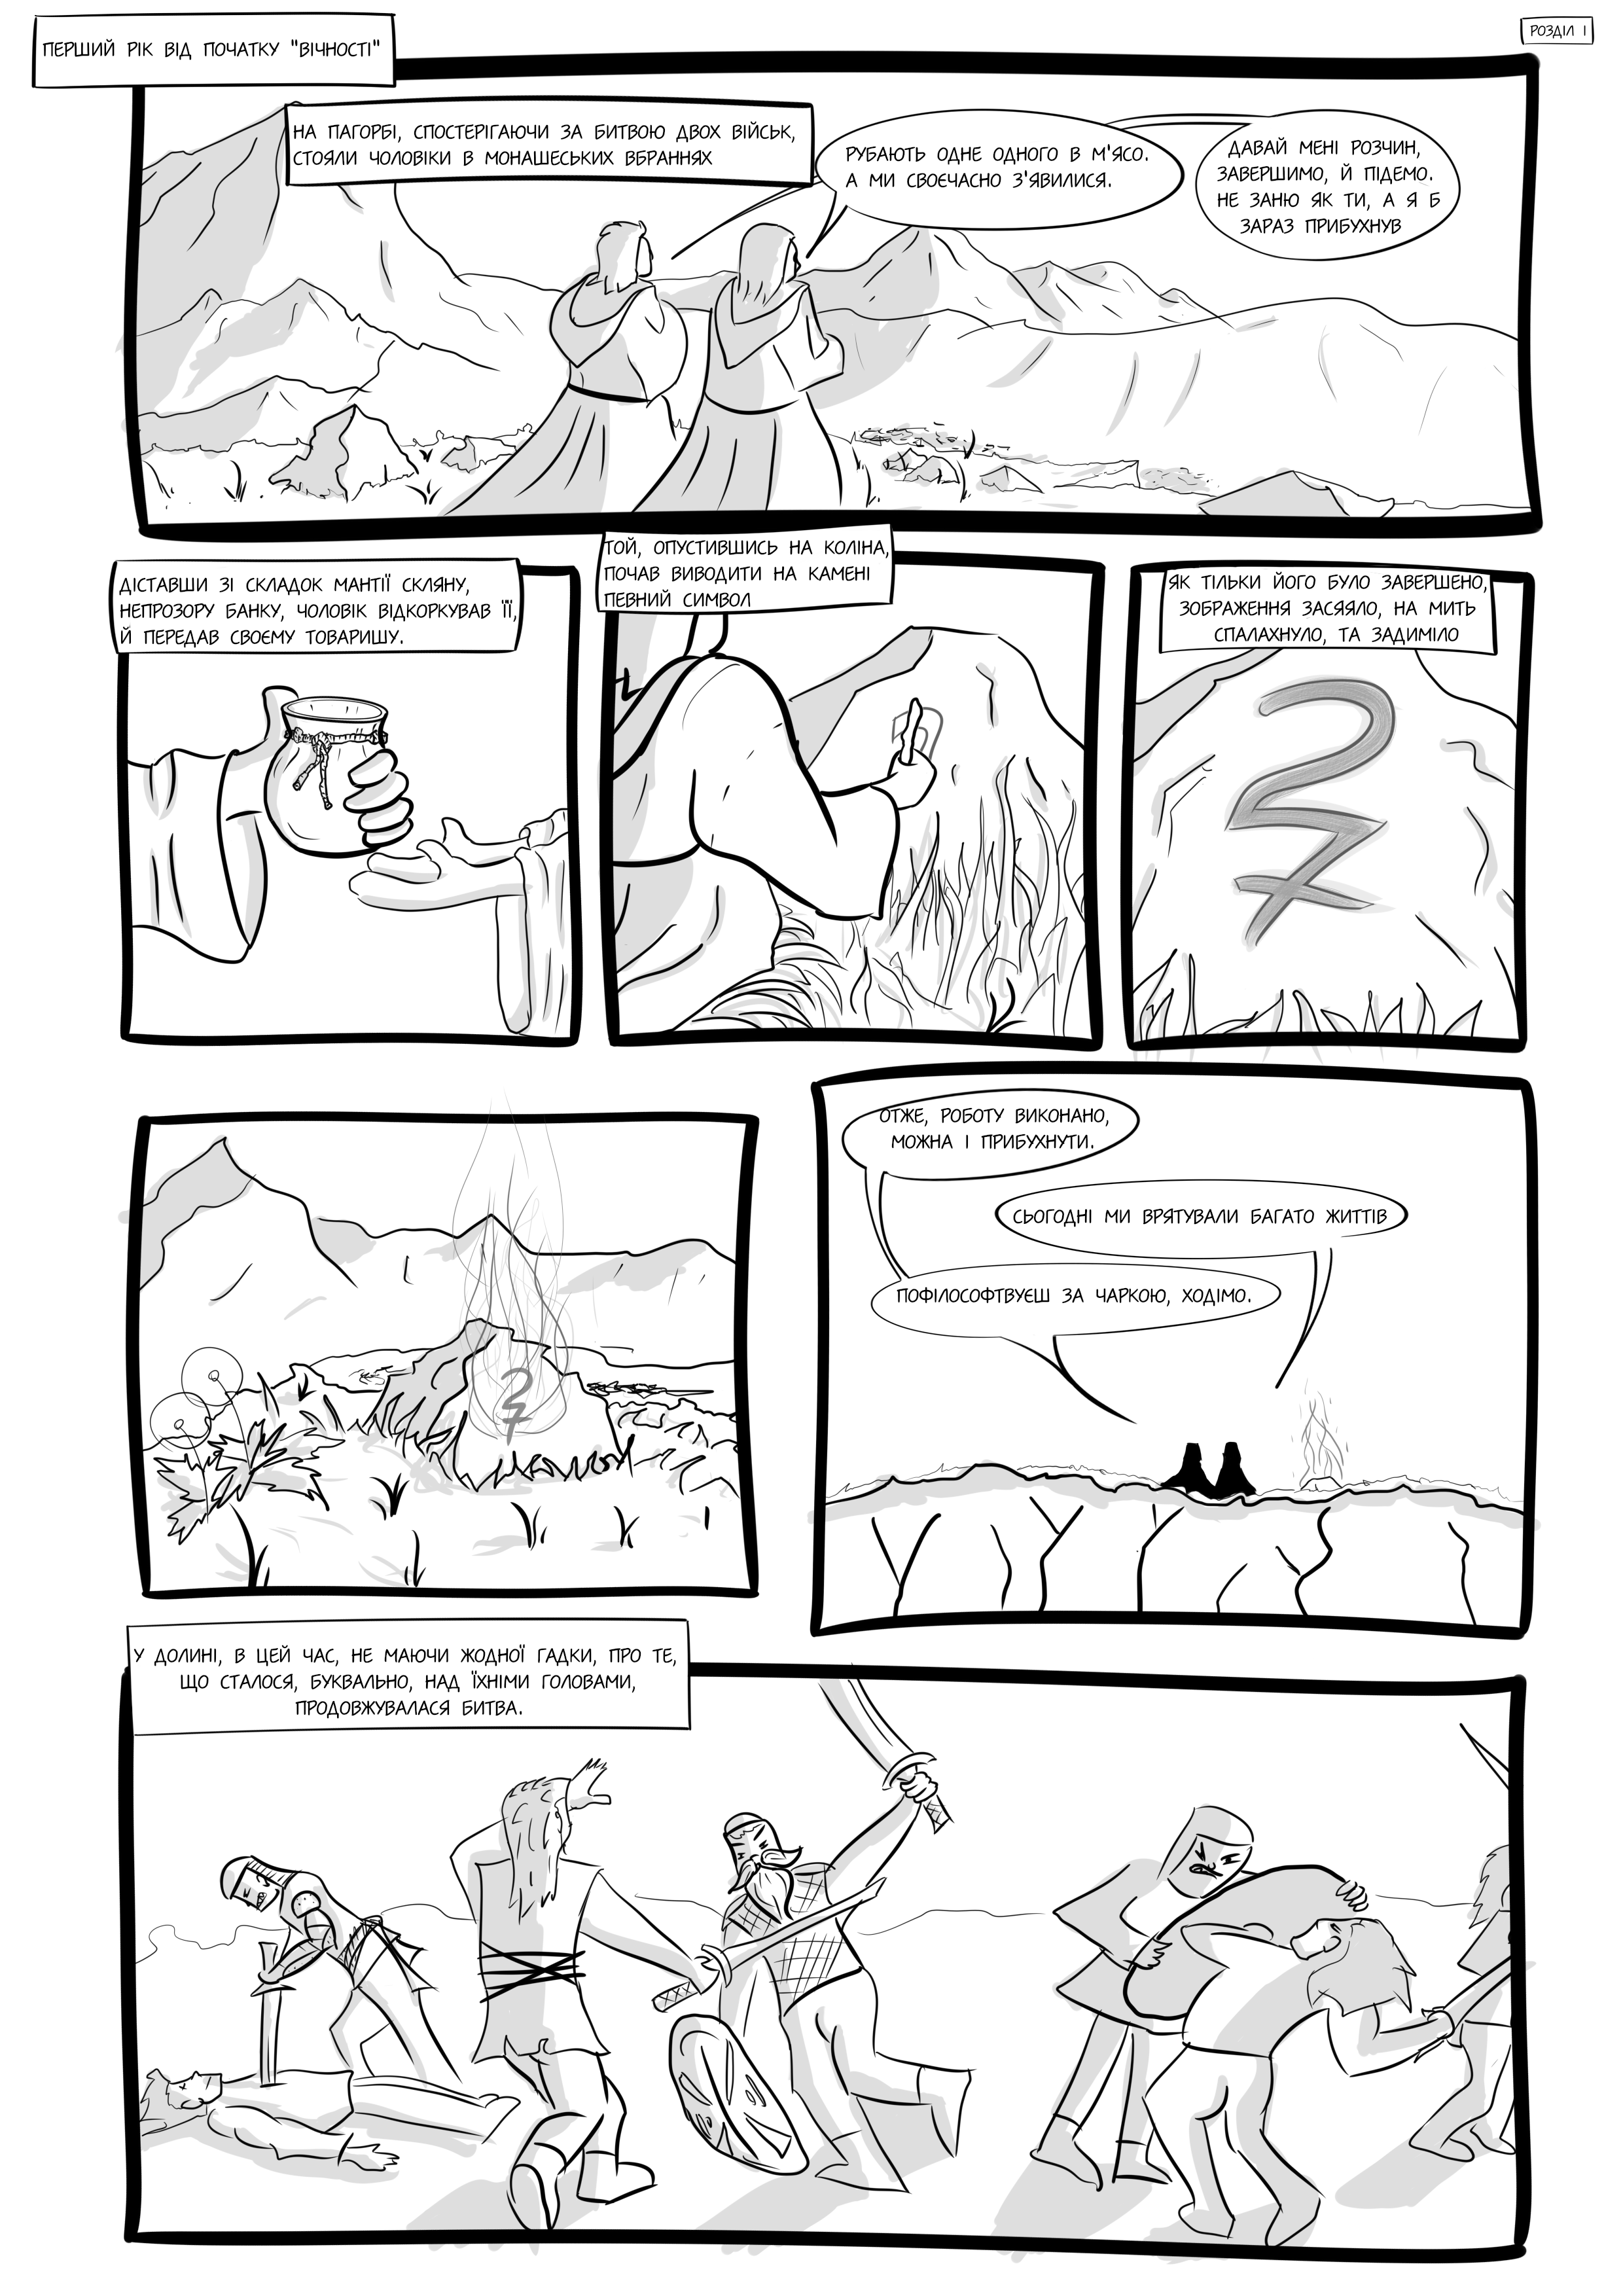 ПЕРШИЙ РІК ВІД ПОЧАТКУ "ВІЧНОСТІ"
РОЗДІЛ І
НА ПАГОРБІ, СПОСТЕРІГАЮЧИ ЗА БИТВОЮ ДВОХ ВІЙСЬК,
СТОЯЛИ ЧОЛОВІКИ В МОНАШЕСЬКИХ ВБРАННЯХ
РУБАЮТЬ ОДНЕ ОДНОГО В М'ЯСО.
А МИ СВОЄЧАСНО З'ЯВИЛИСЯ.
ДАВАЙ МЕНІ РОЗЧИН,
ЗАВЕРШИМО, Й ПІДЕМО.
НЕ ЗАНЮ ЯК ТИ, А Я Б
ЗАРАЗ ПРИБУХНУВ
ДІСТАВШИ ЗІ СКЛАДОК МАНТІЇ СКЛЯНУ,
НЕПРОЗОРУ БАНКУ, ЧОЛОВІК ВІДКОРКУВАВ ЇЇ,
Й ПЕРЕДАВ СВОЄМУ ТОВАРИШУ.
ТОЙ, ОПУСТИВШИСЬ НА КОЛІНА,
ПОЧАВ ВИВОДИТИ НА КАМЕНІ
ПЕВНИЙ СИМВОЛ
ЯК ТІЛЬКИ ЙОГО БУЛО ЗАВЕРШЕНО,
ЗОБРАЖЕННЯ ЗАСЯЯЛО, НА МИТЬ
СПАЛАХНУЛО, ТА ЗАДИМІЛО
ОТЖЕ, РОБОТУ ВИКОНАНО,
МОЖНА І ПРИБУХНУТИ.
СЬОГОДНІ МИ ВРЯТУВАЛИ БАГАТО ЖИТТІВ
ПОФІЛОСОФТВУЄШ ЗА ЧАРКОЮ, ХОДІМО.
У ДОЛИНІ, В ЦЕЙ ЧАС, НЕ МАЮЧИ ЖОДНОЇ ГАДКИ, ПРО ТЕ,
ЩО СТАЛОСЯ, БУКВАЛЬНО, НАД ЇХНІМИ ГОЛОВАМИ,
ПРОДОВЖУВАЛАСЯ БИТВА.